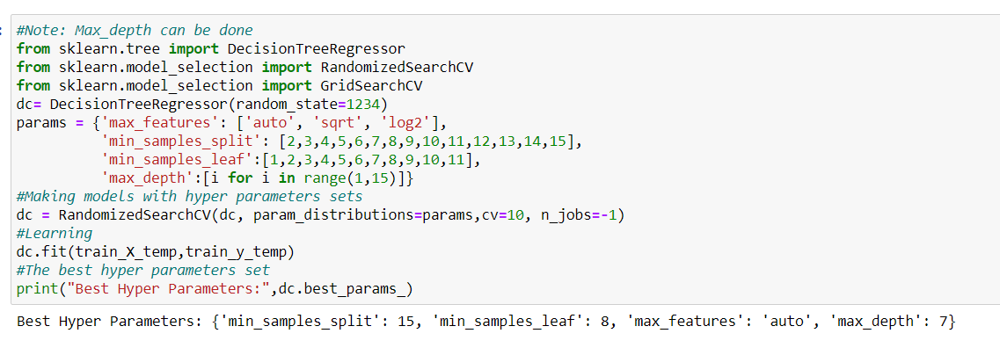 :
#Note: Max_depth can be done
from sklearn.tree import DecisionTreeRegressor
from sklearn.model_selection import RandomizedSearchCV
from sklearn.model_selection import GridSearchCV
dc= DecisionTreeRegressor(random_state=1234)
params = {'max_features': ['auto', 'sqrt', 'log2'],
          'min_samples_split': [2,3,4,5,6,7,8,9,10,11,12,13,14,15],
          'min_samples_leaf':[1,2,3,4,5,6,7,8,9,10,11],
          'max_depth':[i for i in range(1,15)]}
#Making models with hyper parameters sets
dc = RandomizedSearchCV(dc, param_distributions=params,cv=10, n_jobs=-1)
#Learning
dc.fit(train_X_temp,train_y_temp)
#The best hyper parameters set
print("Best Hyper Parameters:",dc.best_params_)
Best Hyper Parameters: {'min_samples_split': 15, 'min_samples_leaf': 8, 'max_features': 'auto', 'max_depth': 7}